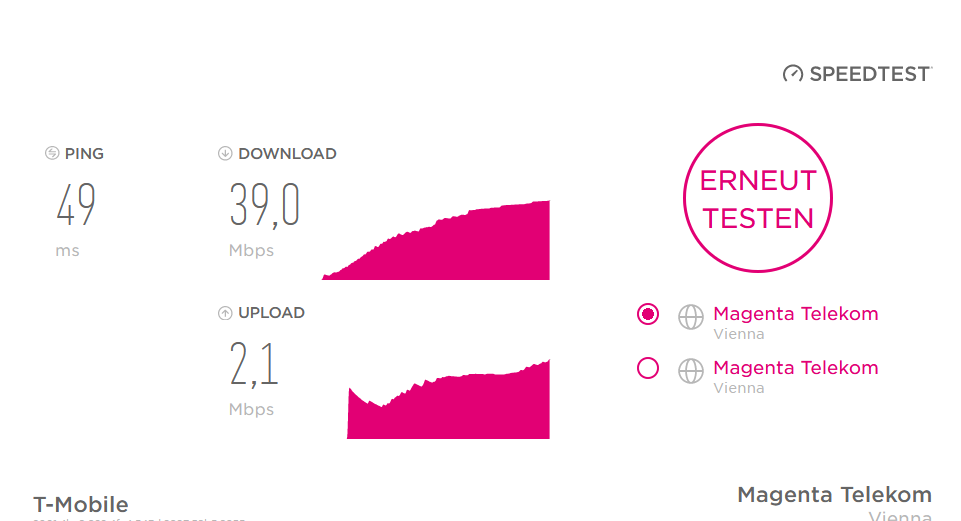 SPEEDTEST
PING
49
ms
DOWNLOAD
39,0
Mbps
ERNEUT
TESTEN
UPLOAD
2,1
Mbps
Magenta Telekom
Vienna
Magenta Telekom
Vienna
T-Mobile
Magenta Telekom
Vienna